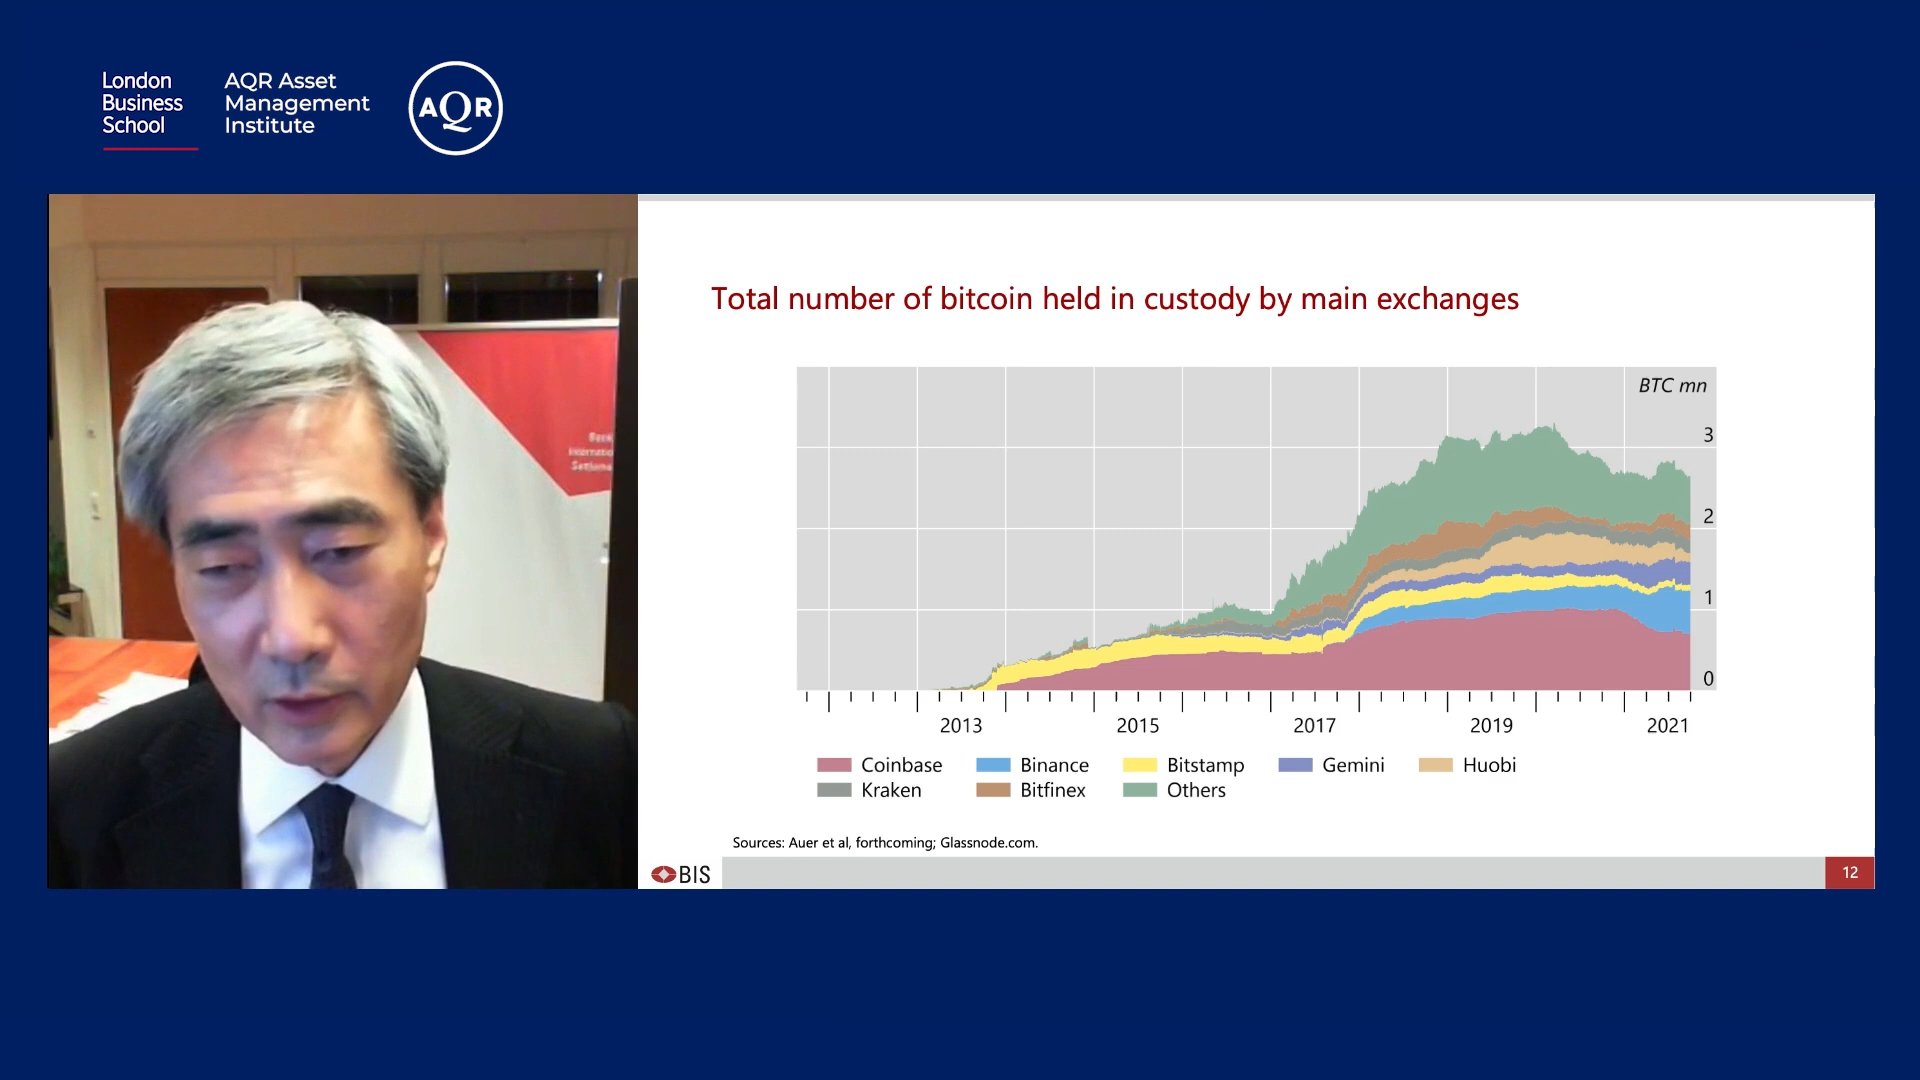 London
Business
School
AQR Asset
Management
Institute
AQR
Bank
Settleme
Total number of bitcoin held in custody by main exchanges
BTC mn
3
2
1
0
2013
2015
2017
2019
2021
Coinbase
Binance
Bitstamp
Gemini
Huobi
Kraken
Bitfinex
Others
Sources: Auer et al, forthcoming; Glassnode.com.
BIS
12